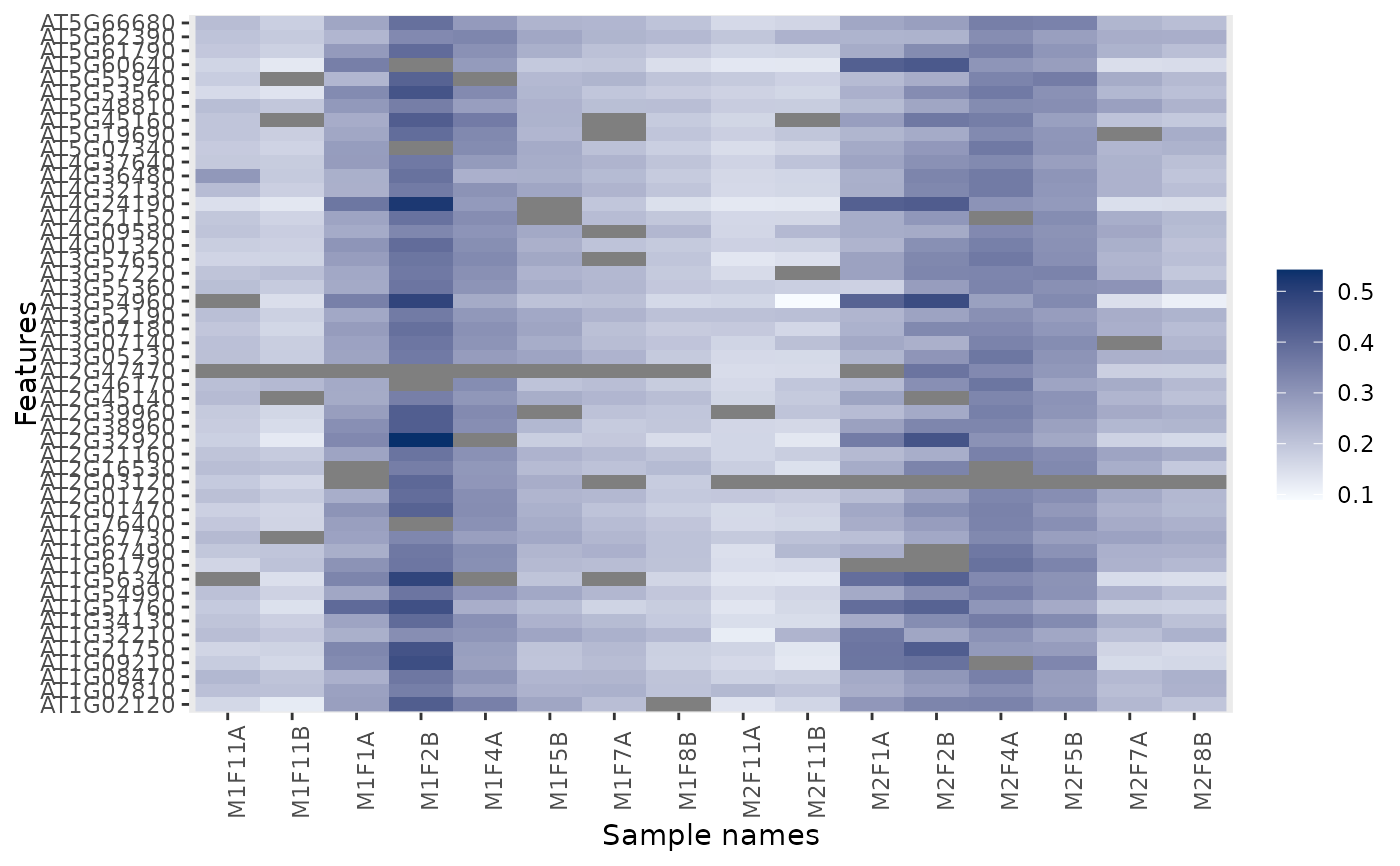 AT5G66680
AT5G62390
AT5G61790
AT5G60640
AT5G55940
AT5G53560
AT5G48810
AT5G45160
AT5G19690
AT5G07340
AT4G37640
AT4G36480
AT4G32130
AT4G24190
AT4G21150
AT4G09580
AT4G01320
AT3G57650
AT3G57220
AT3G55360
AT3G54960
AT3G52190
AT3G07180
AT3G07140
AT3G05230
AT2G47470
AT2G46170
AT2G45140
AT2G39960
AT2G38960
AT2G32920
AT2G21160
AT2G16530
AT2G03120
AT2G01720
AT2G01470
AT1G76400
AT1G67730
AT1G67490
AT1G61790
AT1G56340
AT1G54990
AT1G51760
AT1G34130
AT1G32210
AT1G21750
AT1G09210
AT1G08470
AT1G07810
AT1G02120
Features
M1F11A
M1F11B
M1F1A
M1F2B
M1F4A
M1F5B
M1F7A
M1F8B
M2F11A
M2F11B
M2F1A
M2F2B
M2F4A
M2F5B
M2F7A
M2F8B
Sample names
0.5
0.4
0.3
0.2
0.1